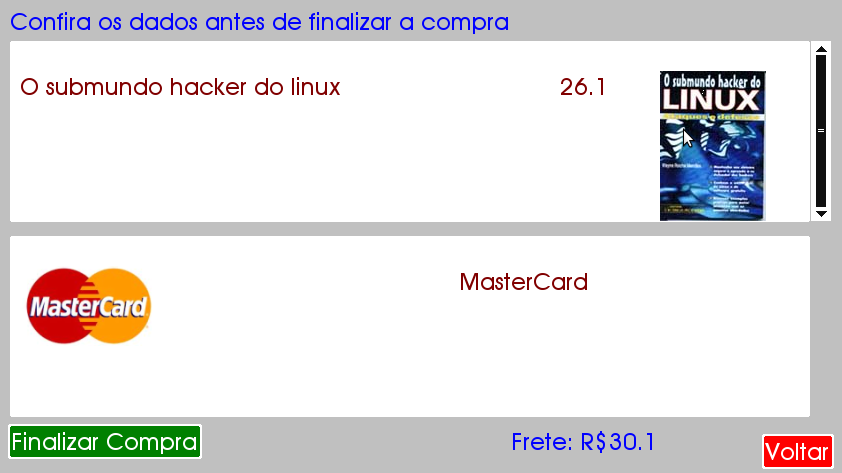 Confira os dados antes de finalizar a compra
O submundo hacker do linux
26.1
O submundo hacker do
LINUX
MasterCard
MasterCard
Finalizar Compra
Frete: R$30.1
Voltar